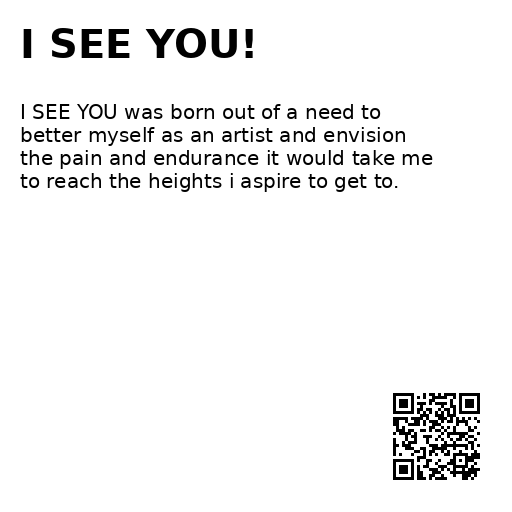 I SEE YOU!
I SEE YOU was born out of a need to
better myself as an artist and envision
the pain and endurance it would take me
to reach the heights i aspire to get to.